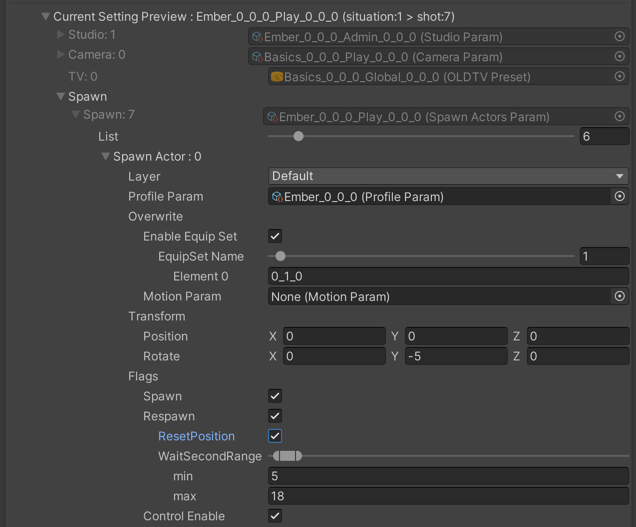 Current Setting Preview : Ember_0_0_0_Play_0_0_0 (situation:1 > shot:7)
Studio: 1 Ember_0_0_0_Admin_0_0_0 (Studio Param)
Camera: 0 Basics_0_0_0_Play_0_0_0 (Camera Param)
TV: 0 Basics_0_0_0_Global_0_0_0 (OLDTV Preset)
Spawn
Spawn: 7 Ember_0_0_0_Play_0_0_0 (Spawn Actors Param)
List 6
Spawn Actor : 0
Layer Default
Profile Param Ember_0_0_0 (Profile Param)
Overwrite
Enable Equip Set
EquipSet Name 1
Element 0 0_1_0
Motion Param None (Motion Param)
Transform
Position X 0 Y 0 Z 0
Rotate X 0 Y -5 Z 0
Flags
Spawn
Respawn
ResetPosition
WaitSecondRange
min 5
max 18
Control Enable